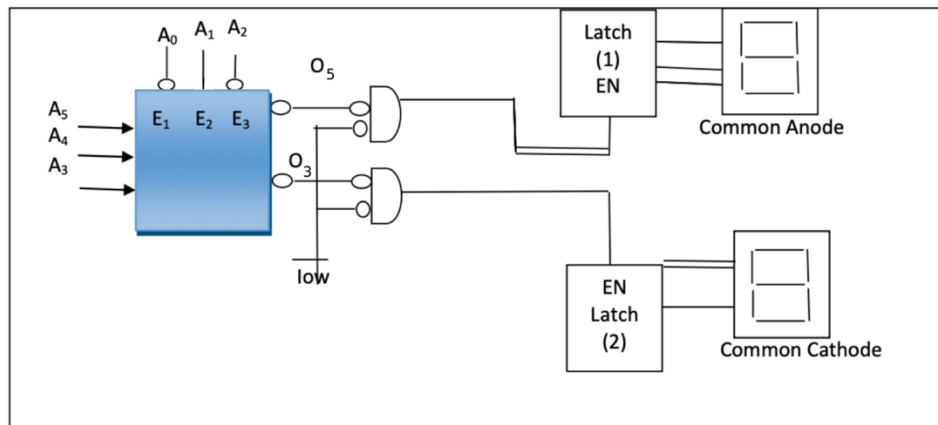 A₀ A₁ A₂
O₅
A₅
A₄
A₃
E₁ E₂ E₃
O₃
low
Latch
(1)
EN
Common Anode
EN
Latch
(2)
Common Cathode